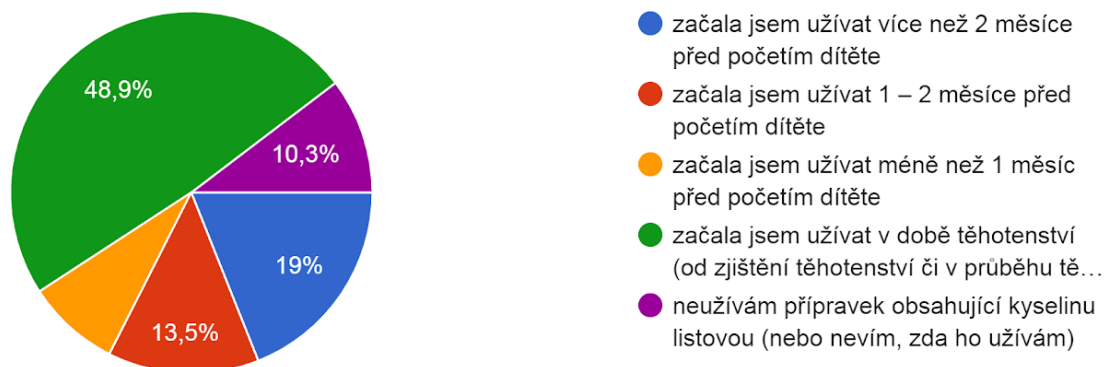 48,9%
10,3%
19%
13,5%
začala jsem užívat více než 2 měsíce
před početím dítěte
začala jsem užívat 1 – 2 měsíce před
početím dítěte
začala jsem užívat méně než 1 měsíc
před početím dítěte
začala jsem užívat v době těhotenství
(od zjištění těhotenství či v průběhu tě…
neužívám přípravek obsahující kyselinu
listovou (nebo nevím, zda ho užívám)